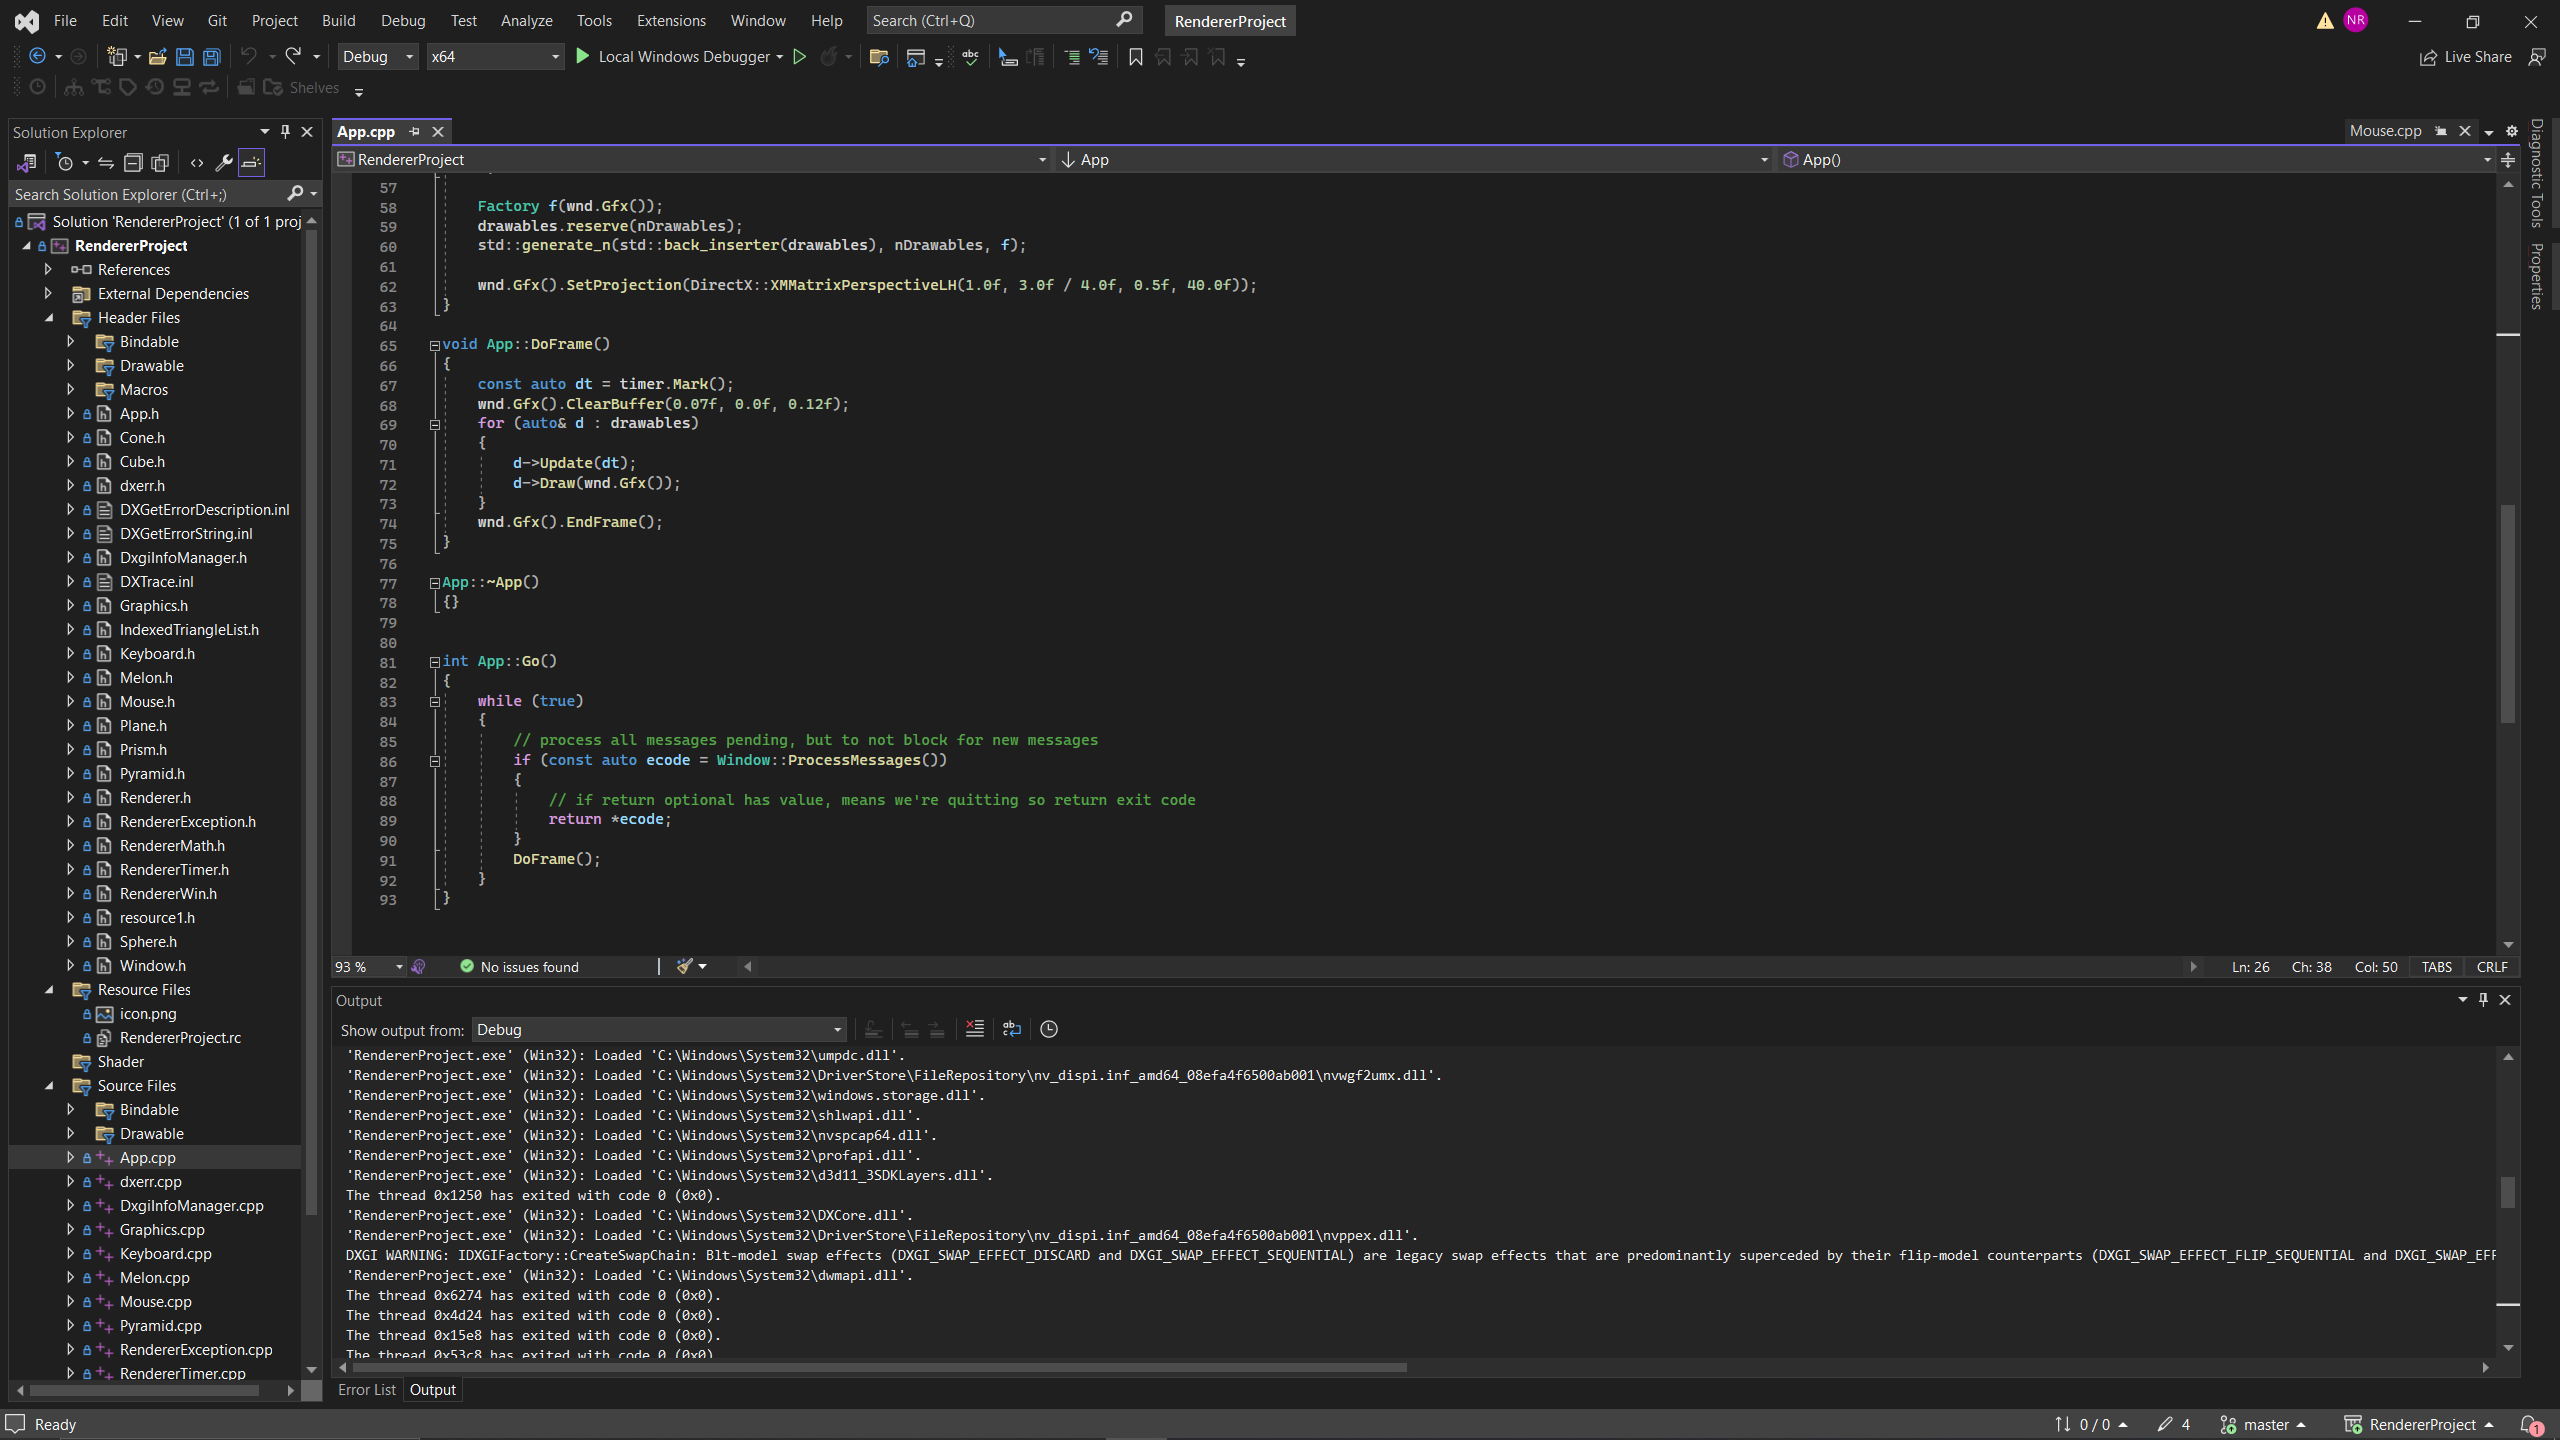 File Edit View Git Project Build Debug Test Analyze Tools Extensions Window Help Search (Ctrl+Q) RendererProject NR
Debug x64 Local Windows Debugger Live Share
Shelves
Solution Explorer
Search Solution Explorer (Ctrl+;)
Solution 'RendererProject' (1 of 1 proj
RendererProject
References
External Dependencies
Header Files
Bindable
Drawable
Macros
App.h
Cone.h
Cube.h
dxerr.h
DXGetErrorDescription.inl
DXGetErrorString.inl
DxgiInfoManager.h
DXTrace.inl
Graphics.h
IndexedTriangleList.h
Keyboard.h
Melon.h
Mouse.h
Plane.h
Prism.h
Pyramid.h
Renderer.h
RendererException.h
RendererMath.h
RendererTimer.h
RendererWin.h
resource1.h
Sphere.h
Window.h
Resource Files
icon.png
RendererProject.rc
Shader
Source Files
Bindable
Drawable
App.cpp
dxerr.cpp
DxgiInfoManager.cpp
Graphics.cpp
Keyboard.cpp
Melon.cpp
Mouse.cpp
Pyramid.cpp
RendererException.cpp
RendererTimer.cpp
App.cpp Mouse.cpp
RendererProject App App()
57
58 Factory f(wnd.Gfx());
59 drawables.reserve(nDrawables);
60 std::generate_n(std::back_inserter(drawables), nDrawables, f);
61
62 wnd.Gfx().SetProjection(DirectX::XMMatrixPerspectiveLH(1.0f, 3.0f / 4.0f, 0.5f, 40.0f));
63 }
64
65 void App::DoFrame()
66 {
67 const auto dt = timer.Mark();
68 wnd.Gfx().ClearBuffer(0.07f, 0.0f, 0.12f);
69 for (auto& d : drawables)
70 {
71 d->Update(dt);
72 d->Draw(wnd.Gfx());
73 }
74 wnd.Gfx().EndFrame();
75 }
76
77 App::~App()
78 {}
79
80
81 int App::Go()
82 {
83 while (true)
84 {
85 // process all messages pending, but to not block for new messages
86 if (const auto ecode = Window::ProcessMessages())
87 {
88 // if return optional has value, means we're quitting so return exit code
89 return *ecode;
90 }
91 DoFrame();
92 }
93 }
93 % No issues found Ln: 26 Ch: 38 Col: 50 TABS CRLF
Output
Show output from: Debug
'RendererProject.exe' (Win32): Loaded 'C:\Windows\System32\umpdc.dll'.
'RendererProject.exe' (Win32): Loaded 'C:\Windows\System32\DriverStore\FileRepository\nv_dispi.inf_amd64_08efa4f6500ab001\nvwgf2umx.dll'.
'RendererProject.exe' (Win32): Loaded 'C:\Windows\System32\windows.storage.dll'.
'RendererProject.exe' (Win32): Loaded 'C:\Windows\System32\shlwapi.dll'.
'RendererProject.exe' (Win32): Loaded 'C:\Windows\System32\nvspcap64.dll'.
'RendererProject.exe' (Win32): Loaded 'C:\Windows\System32\profapi.dll'.
'RendererProject.exe' (Win32): Loaded 'C:\Windows\System32\d3d11_3SDKLayers.dll'.
The thread 0x1250 has exited with code 0 (0x0).
'RendererProject.exe' (Win32): Loaded 'C:\Windows\System32\DXCore.dll'.
'RendererProject.exe' (Win32): Loaded 'C:\Windows\System32\DriverStore\FileRepository\nv_dispi.inf_amd64_08efa4f6500ab001\nvppex.dll'.
DXGI WARNING: IDXGIFactory::CreateSwapChain: Blt-model swap effects (DXGI_SWAP_EFFECT_DISCARD and DXGI_SWAP_EFFECT_SEQUENTIAL) are legacy swap effects that are predominantly superceded by their flip-model counterparts (DXGI_SWAP_EFFECT_FLIP_SEQUENTIAL and DXGI_SWAP_EFF
'RendererProject.exe' (Win32): Loaded 'C:\Windows\System32\dwmapi.dll'.
The thread 0x6274 has exited with code 0 (0x0).
The thread 0x4d24 has exited with code 0 (0x0).
The thread 0x15e8 has exited with code 0 (0x0).
The thread 0x53c8 has exited with code 0 (0x0)
Error List Output
Diagnostic Tools
Properties
Ready 0 / 0 4 master RendererProject 1